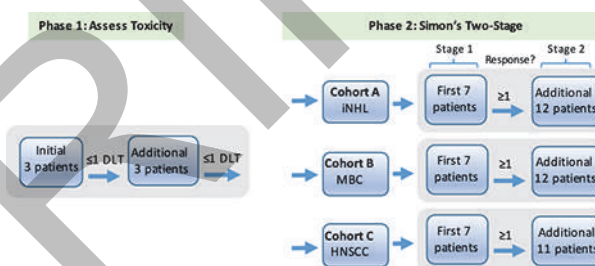 Phase 1: Assess Toxicity
Phase 2: Simon's Two-Stage
Stage 1
Response?
Stage 2
Initial
3 patients
≤1 DLT
Additional
3 patients
≤1 DLT
Cohort A
iNHL
First 7
patients
≥1
Additional
12 patients
Cohort B
MBC
First 7
patients
≥1
Additional
12 patients
Cohort C
HNSCC
First 7
patients
≥1
Additional
11 patients